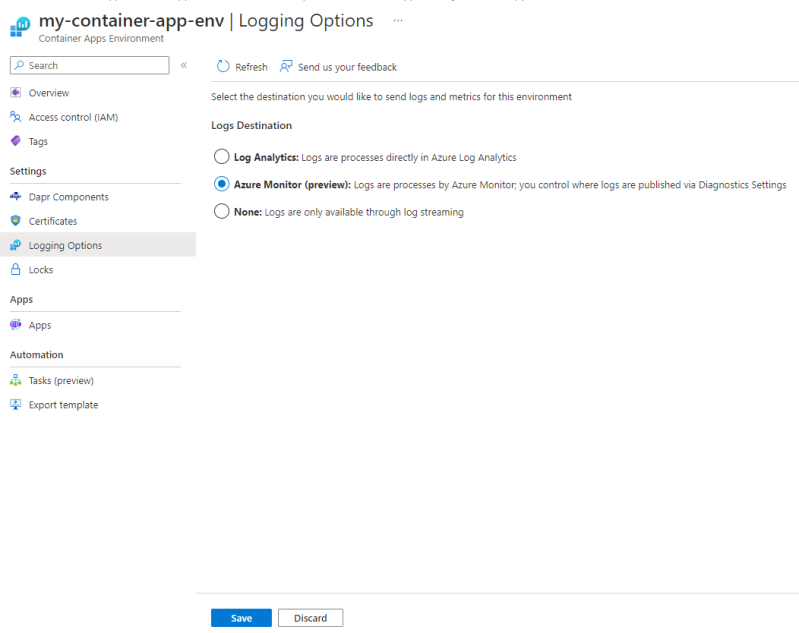 my-container-app-env | Logging Options ...
Container Apps Environment
Search
«
Refresh
Send us your feedback
Overview
Access control (IAM)
Tags
Settings
Dapr Components
Certificates
Logging Options
Locks
Apps
Apps
Automation
Tasks (preview)
Export template
Select the destination you would like to send logs and metrics for this environment
Logs Destination
Log Analytics: Logs are processes directly in Azure Log Analytics
Azure Monitor (preview): Logs are processes by Azure Monitor; you control where logs are published via Diagnostics Settings
None: Logs are only available through log streaming
Save
Discard